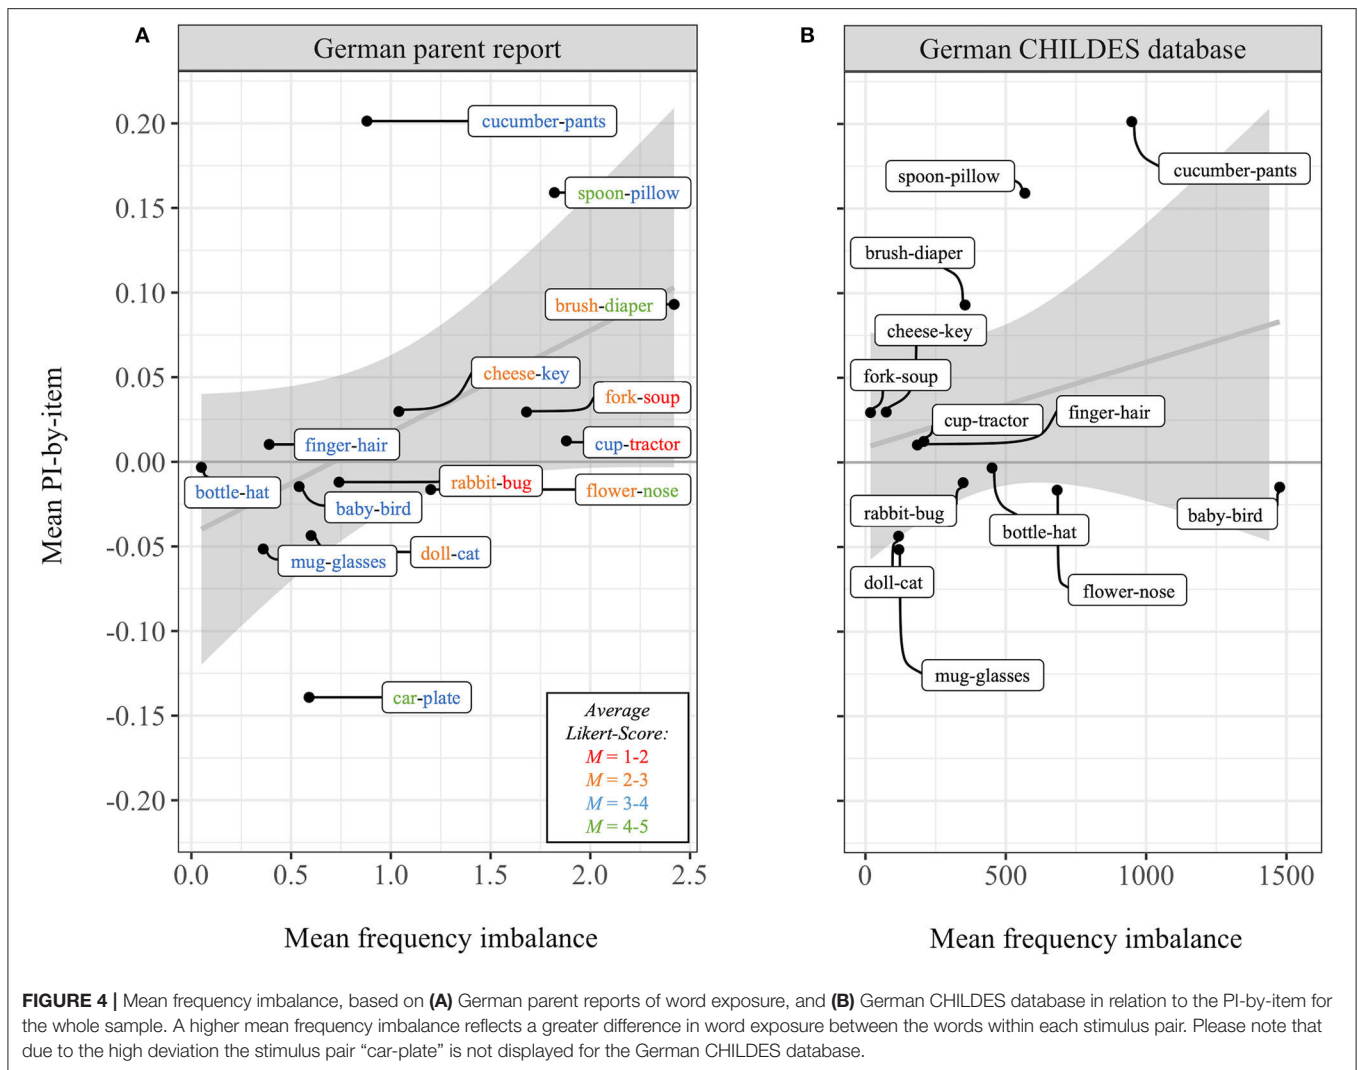 A
German parent report
B
German CHILDES database
Mean PI-by-item
0.20
0.15
0.10
0.05
0.00
-0.05
-0.10
-0.15
-0.20
cucumber-pants
spoon-pillow
brush-diaper
cheese-key
fork-soup
finger-hair
cup-tractor
rabbit-bug
bottle-hat
flower-nose
baby-bird
doll-cat
mug-glasses
car-plate
Average
Likert-Score:
M = 1-2
M = 2-3
M = 3-4
M = 4-5
0.0 0.5 1.0 1.5 2.0 2.5
Mean frequency imbalance
cucumber-pants
spoon-pillow
brush-diaper
cheese-key
fork-soup
finger-hair
cup-tractor
rabbit-bug
baby-bird
bottle-hat
doll-cat
flower-nose
mug-glasses
0 500 1000 1500
Mean frequency imbalance
FIGURE 4 | Mean frequency imbalance, based on (A) German parent reports of word exposure, and (B) German CHILDES database in relation to the PI-by-item for
the whole sample. A higher mean frequency imbalance reflects a greater difference in word exposure between the words within each stimulus pair. Please note that
due to the high deviation the stimulus pair “car-plate” is not displayed for the German CHILDES database.